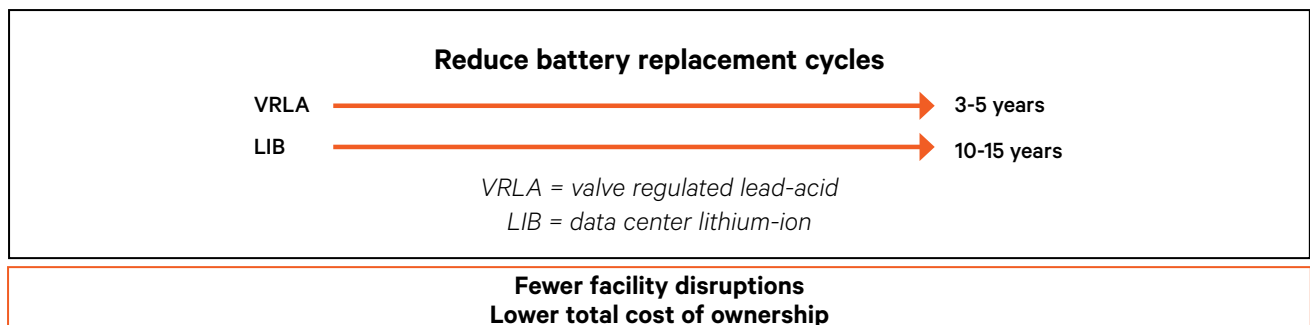 Reduce battery replacement cycles
VRLA 3-5 years
LIB 10-15 years
VRLA = valve regulated lead-acid
LIB = data center lithium-ion
Fewer facility disruptions
Lower total cost of ownership